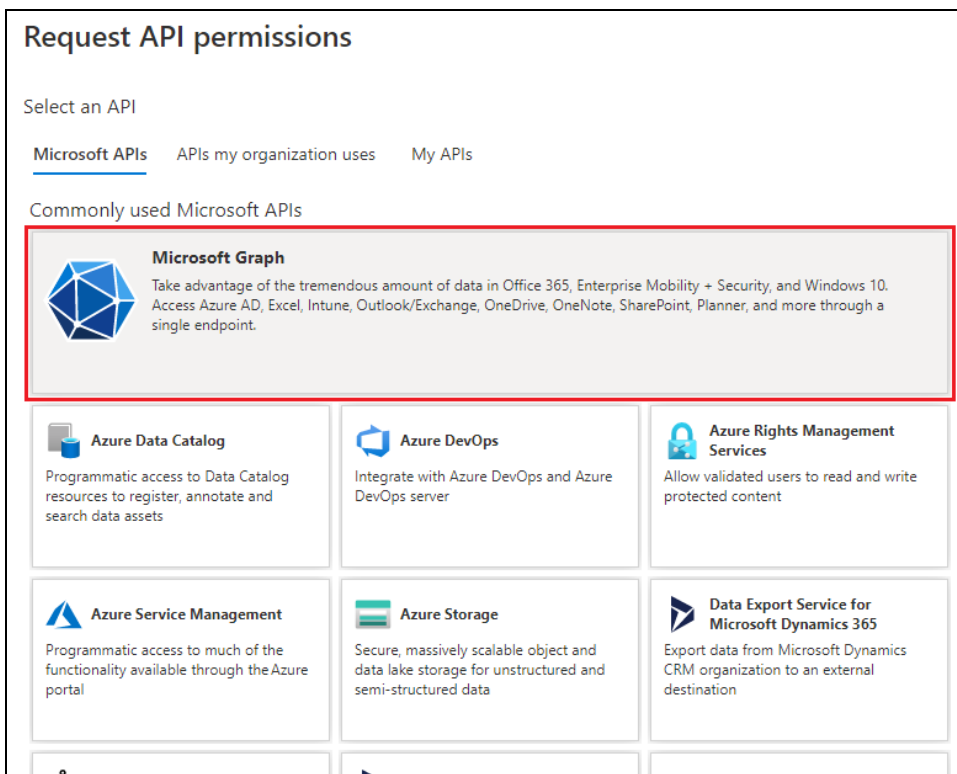 Request API permissions
Select an API
Microsoft APIs APIs my organization uses My APIs
Commonly used Microsoft APIs
Microsoft Graph
Take advantage of the tremendous amount of data in Office 365, Enterprise Mobility + Security, and Windows 10.
Access Azure AD, Excel, Intune, Outlook/Exchange, OneDrive, OneNote, SharePoint, Planner, and more through a
single endpoint.
Azure Data Catalog
Programmatic access to Data Catalog
resources to register, annotate and
search data assets
Azure DevOps
Integrate with Azure DevOps and Azure
DevOps server
Azure Rights Management
Services
Allow validated users to read and write
protected content
Azure Service Management
Programmatic access to much of the
functionality available through the Azure
portal
Azure Storage
Secure, massively scalable object and
data lake storage for unstructured and
semi-structured data
Data Export Service for
Microsoft Dynamics 365
Export data from Microsoft Dynamics
CRM organization to an external
destination